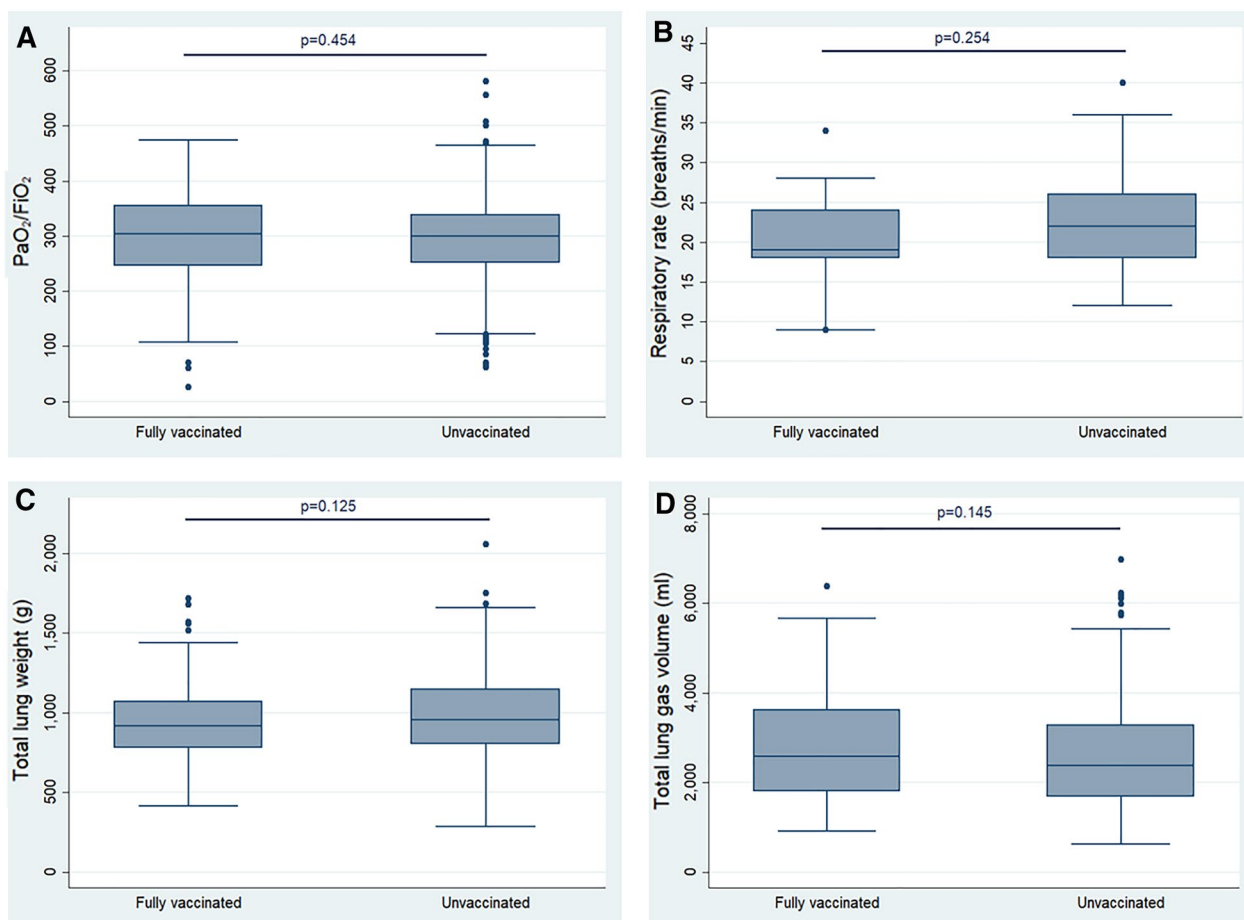 A
p=0.454
PaO₂/FiO₂
600
500
400
300
200
100
0
Fully vaccinated
Unvaccinated
B
p=0.254
Respiratory rate (breaths/min)
45
40
35
30
25
20
15
10
5
0
Fully vaccinated
Unvaccinated
C
p=0.125
Total lung weight (g)
2,000
1,500
1,000
500
0
Fully vaccinated
Unvaccinated
D
p=0.145
Total lung gas volume (ml)
8,000
6,000
4,000
2,000
0
Fully vaccinated
Unvaccinated